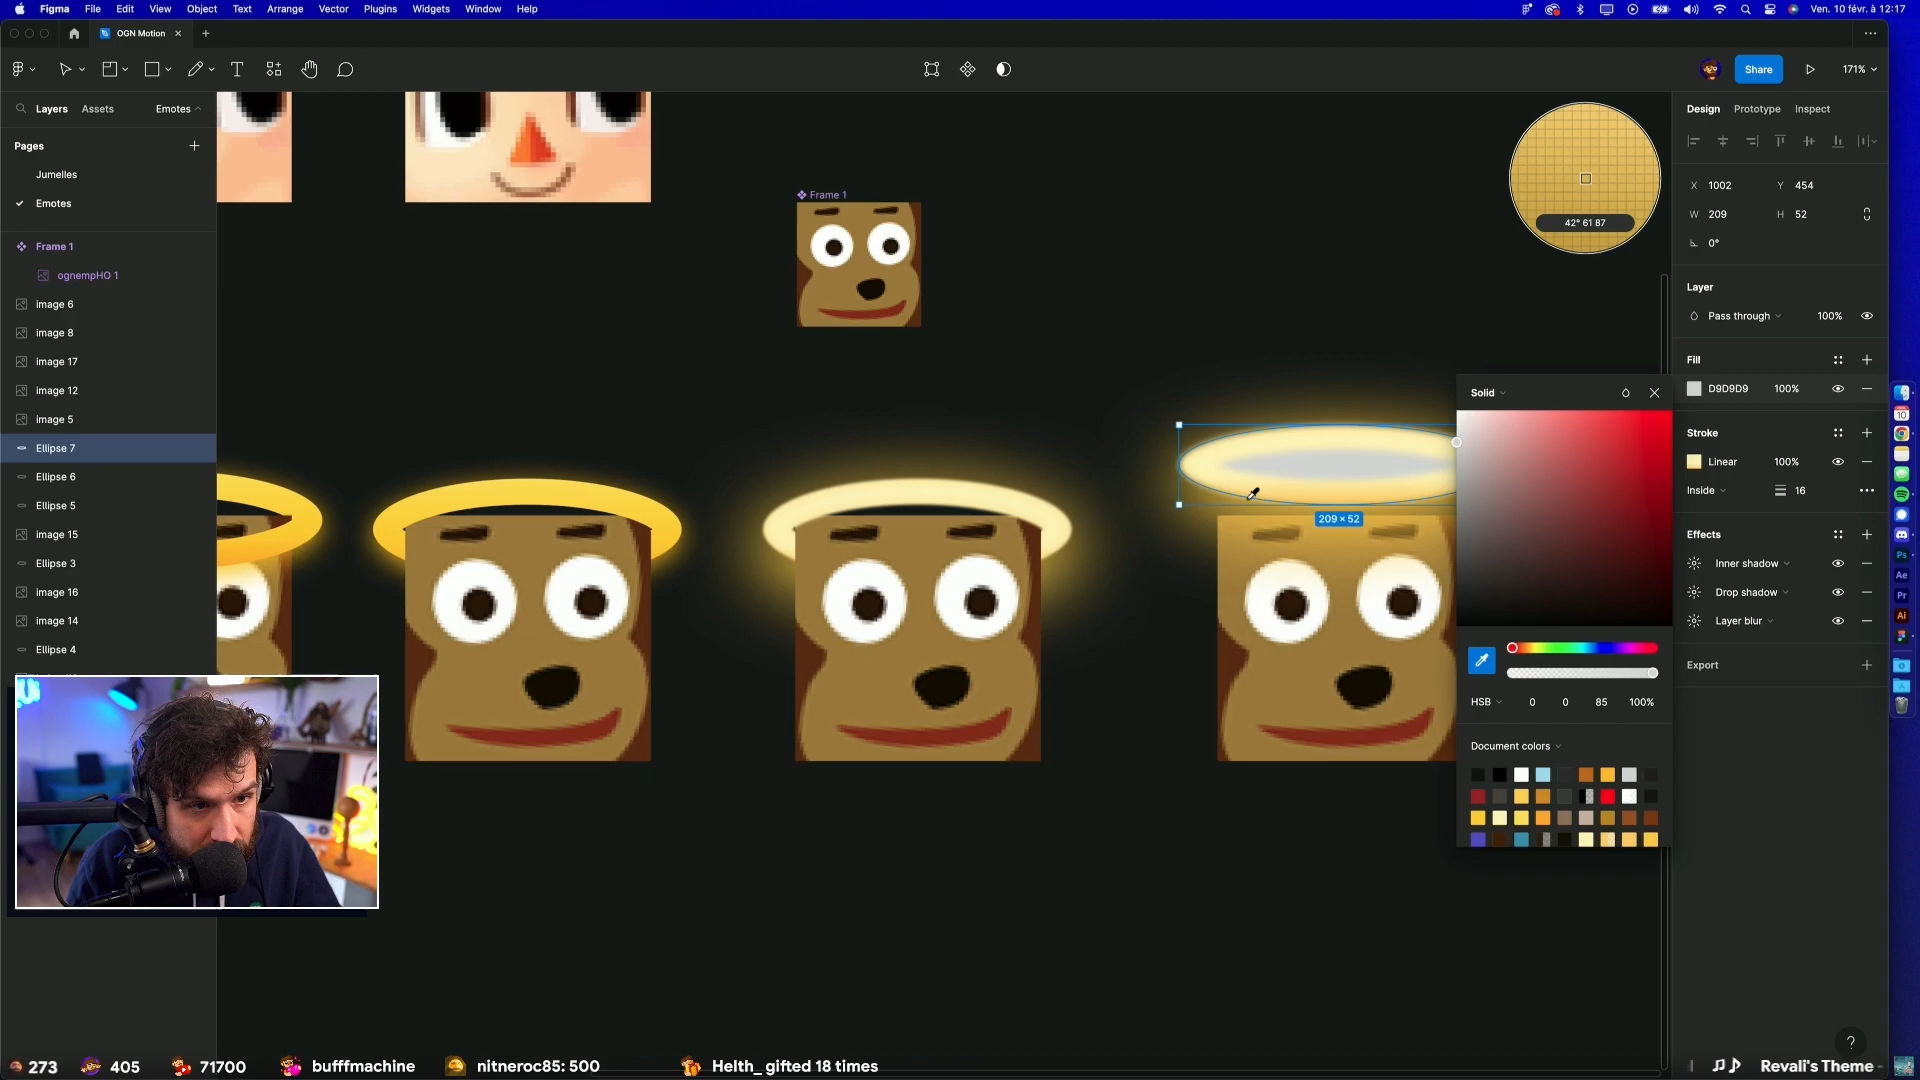 Figma File Edit View Object Text Arrange Vector Plugins Widgets Window Help Ven. 10 févr. à 12:17
OGN Motion
Share
171%
Layers
Assets
Emotes
Pages
Jumelles
Emotes
Frame 1
ognempHO 1
image 6
image 8
image 17
image 12
image 5
Ellipse 7
Ellipse 6
Ellipse 5
image 15
Ellipse 3
image 16
image 14
Ellipse 4
Frame 1
42° 61 87
209 × 52
Solid
HSB 0 0 85 100%
Document colors
Design
Prototype
Inspect
X 1002 Y 454
W 209 H 52
0°
Layer
Pass through 100%
Fill
D9D9D9 100%
Stroke
Linear 100%
Inside 16
Effects
Inner shadow
Drop shadow
Layer blur
Export
10
Ps
Ae
Pr
Ai
?
273
405
71700
bufffmachine
nitneroc85: 500
Helth_ gifted 18 times
Revali's Theme